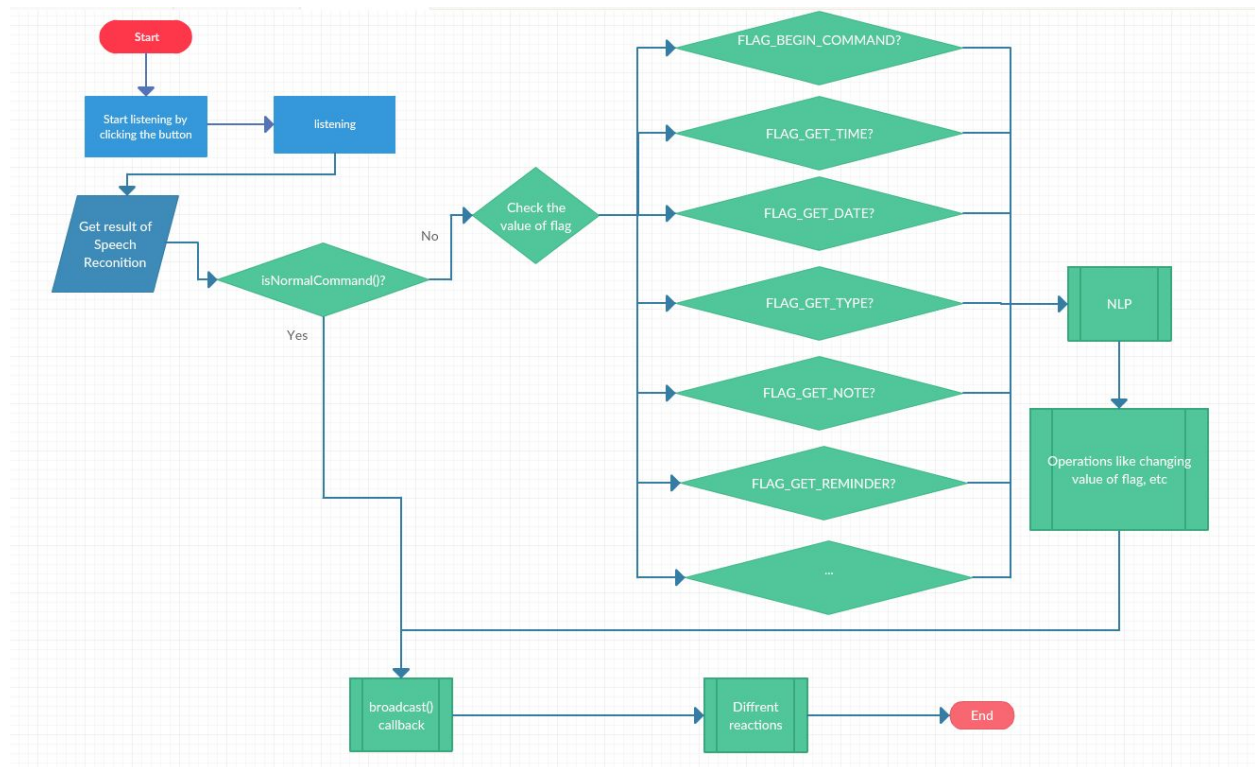 Start
Start listening by
clicking the button
listening
Get result of
Speech
Reconition
isNormalCommand()?
No
Yes
Check the
value of flag
FLAG_BEGIN_COMMAND?
FLAG_GET_TIME?
FLAG_GET_DATE?
FLAG_GET_TYPE?
FLAG_GET_NOTE?
FLAG_GET_REMINDER?
...
NLP
Operations like changing
value of flag, etc
broadcast()
callback
Diffrent
reactions
End